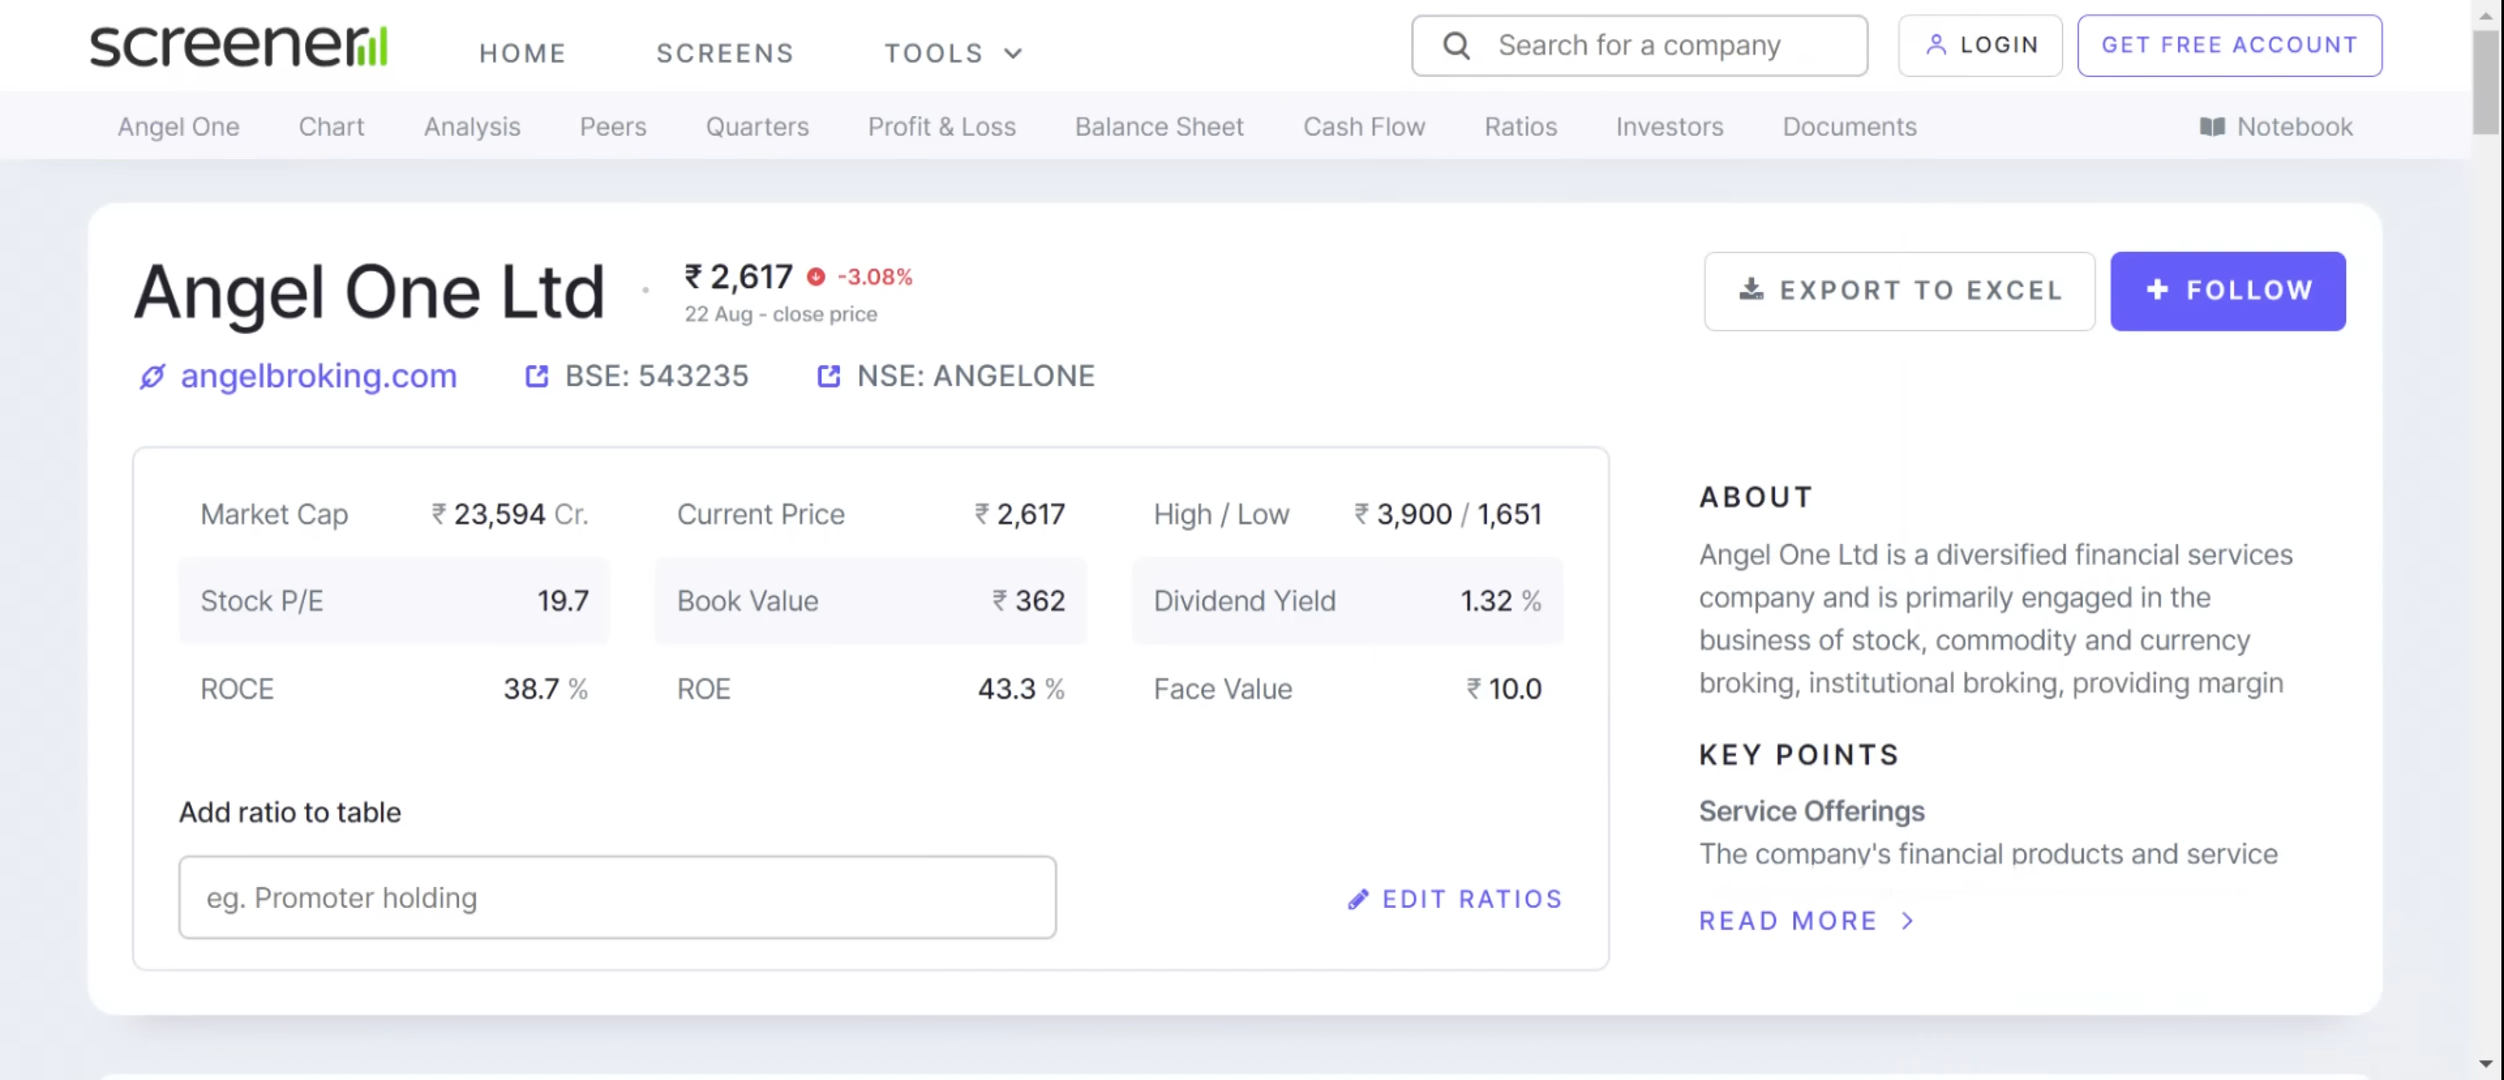 screener
HOME
SCREENS
TOOLS
Search for a company
LOGIN
GET FREE ACCOUNT
Angel One
Chart
Analysis
Peers
Quarters
Profit & Loss
Balance Sheet
Cash Flow
Ratios
Investors
Documents
Notebook
Angel One Ltd
₹ 2,617 -3.08%
22 Aug - close price
EXPORT TO EXCEL
+ FOLLOW
angelbroking.com
BSE: 543235
NSE: ANGELONE
Market Cap ₹ 23,594 Cr.
Current Price ₹ 2,617
High / Low ₹ 3,900 / 1,651
Stock P/E 19.7
Book Value ₹ 362
Dividend Yield 1.32 %
ROCE 38.7 %
ROE 43.3 %
Face Value ₹ 10.0
Add ratio to table
eg. Promoter holding
EDIT RATIOS
ABOUT
Angel One Ltd is a diversified financial services
company and is primarily engaged in the
business of stock, commodity and currency
broking, institutional broking, providing margin
KEY POINTS
Service Offerings
The company's financial products and service
READ MORE